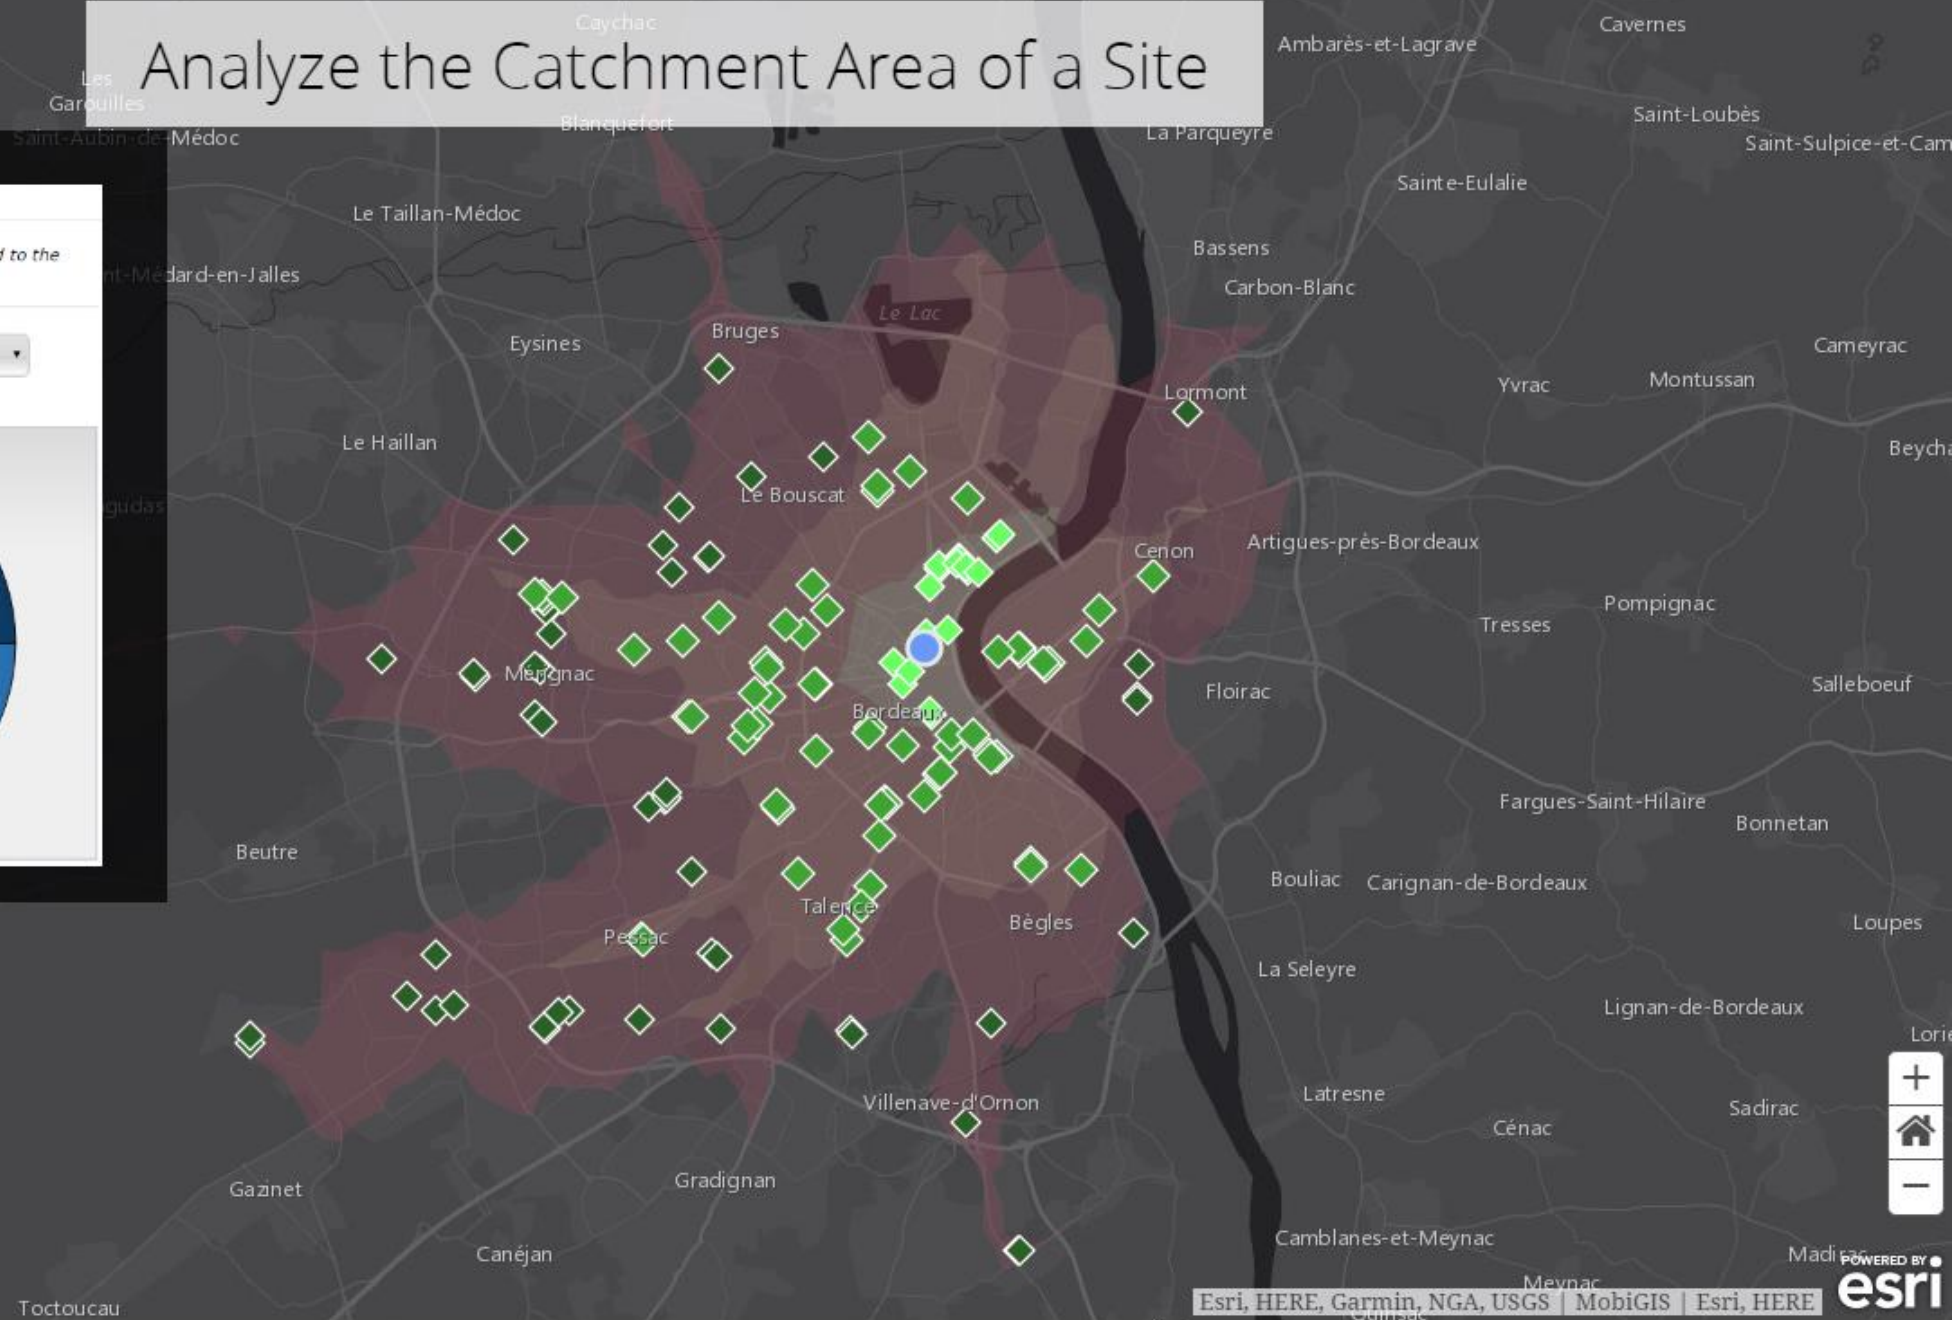 Caychac
Cavernes
Analyze the Catchment Area of a Site
Ambarès-et-Lagrave
Les
Garouilles
Saint-Loubès
Blanquefort
La Parqueyre
Saint-Aubin-de-Médoc
Saint-Sulpice-et-Cam
Sainte-Eulalie
Le Taillan-Médoc
Bassens
d to the
nt-Médard-en-Jalles
Carbon-Blanc
Le Lac
Bruges
Eysines
Cameyrac
Yvrac
Montussan
Lormont
Le Haillan
Beycha
Le Bouscat
gudas
Artigues-près-Bordeaux
Cenon
Pompignac
Tresses
Mérignac
Salleboeuf
Floirac
Bordeaux
Fargues-Saint-Hilaire
Bonnetan
Beutre
Bouliac
Carignan-de-Bordeaux
Talence
Bègles
Loupes
Pessac
La Seleyre
Lignan-de-Bordeaux
Lorie
Latresne
Villenave-d'Ornon
Sadirac
Cénac
Gradignan
Gazinet
Camblanes-et-Meynac
Canéjan
Madirac
Meynac
POWERED BY
esri
Esri, HERE, Garmin, NGA, USGS | MobiGIS | Esri, HERE
Toctoucau